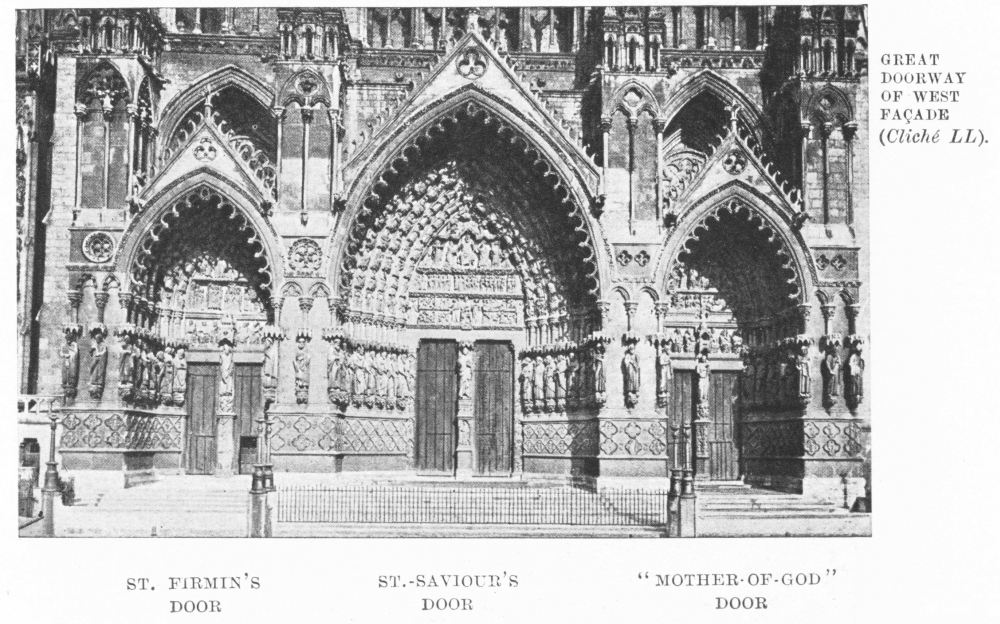 GREAT
DOORWAY
OF WEST
FAÇADE
(Cliché LL).
ST. FIRMIN'S
DOOR
ST.-SAVIOUR'S
DOOR
"MOTHER-OF-GOD"
DOOR